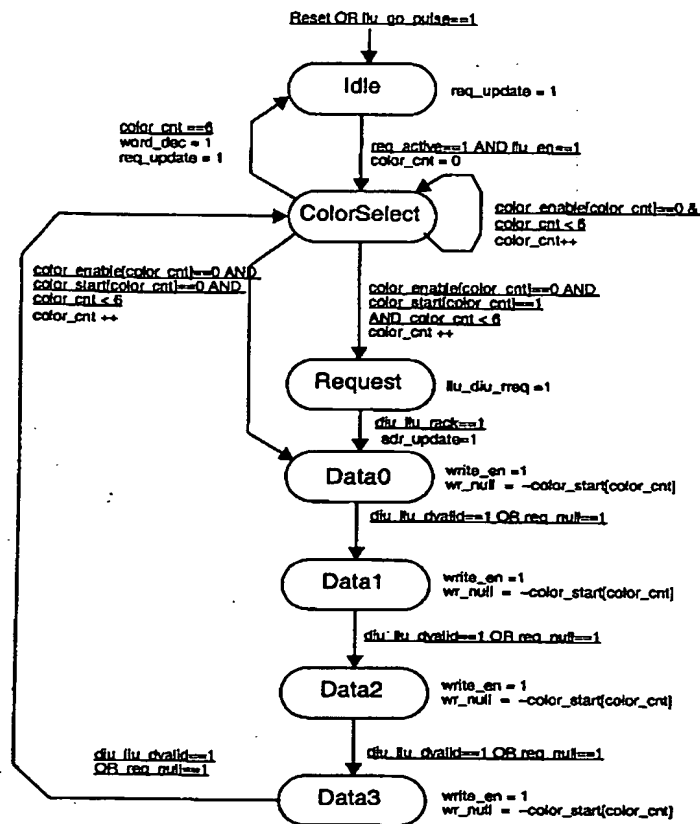 Reset OR llu_go_pulse==1
Idle
req_update = 1
color_cnt ==6
word_dec = 1
req_update = 1
req_active==1 AND llu_en==1
color_cnt = 0
ColorSelect
color_enable[color_cnt]==0 &
color_cnt < 6
color_cnt++
color_enable[color_cnt]==0 AND
color_start[color_cnt]==0 AND
color_cnt < 6
color_cnt ++
color_enable[color_cnt]==0 AND
color_start[color_cnt]==1
AND color_cnt < 6
color_cnt ++
Request
llu_diu_rreq =1
diu_llu_rack==1
adr_update=1
Data0
write_en =1
wr_null = ~color_start[color_cnt]
diu_llu_dvalid==1 OR req_null==1
Data1
write_en =1
wr_null = ~color_start[color_cnt]
diu_llu_dvalid==1 OR req_null==1
Data2
write_en = 1
wr_null = ~color_start[color_cnt]
diu_llu_dvalid==1 OR req_null==1
diu_llu_dvalid==1
OR req_null==1
Data3
write_en = 1
wr_null = ~color_start[color_cnt]